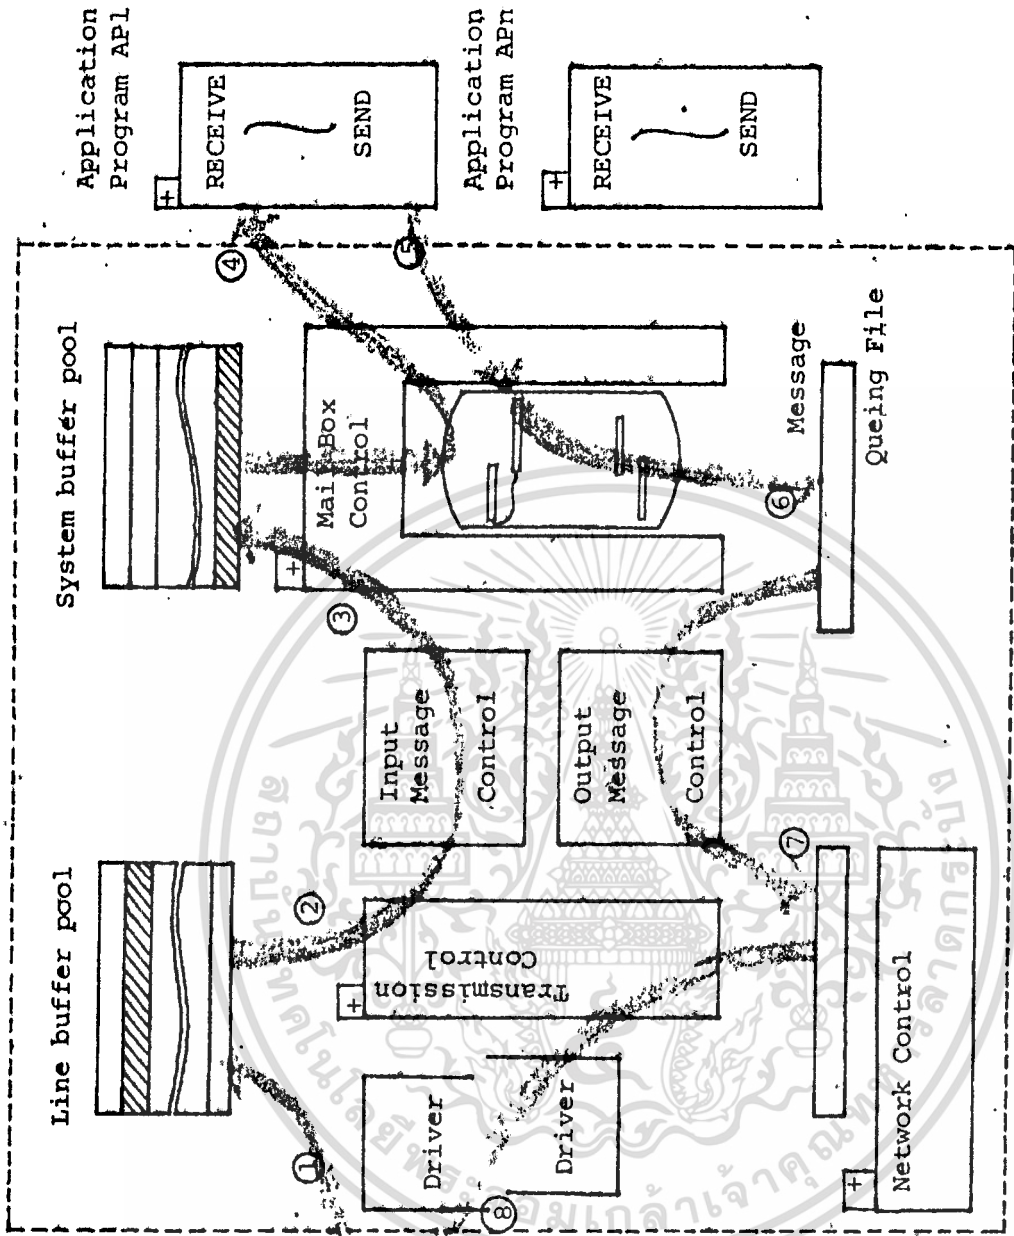 Line buffer pool
System buffer pool
Application
Program AP1
①
②
③
④
+
RECEIVE
SEND
Driver
Driver
+
Transmission
Control
Input
Message
Control
+
Mail Box
Control
⑤
Application
Program APn
+
RECEIVE
SEND
Output
Message
Control
⑥
Message
Queing File
⑦
⑧
+
Network Control